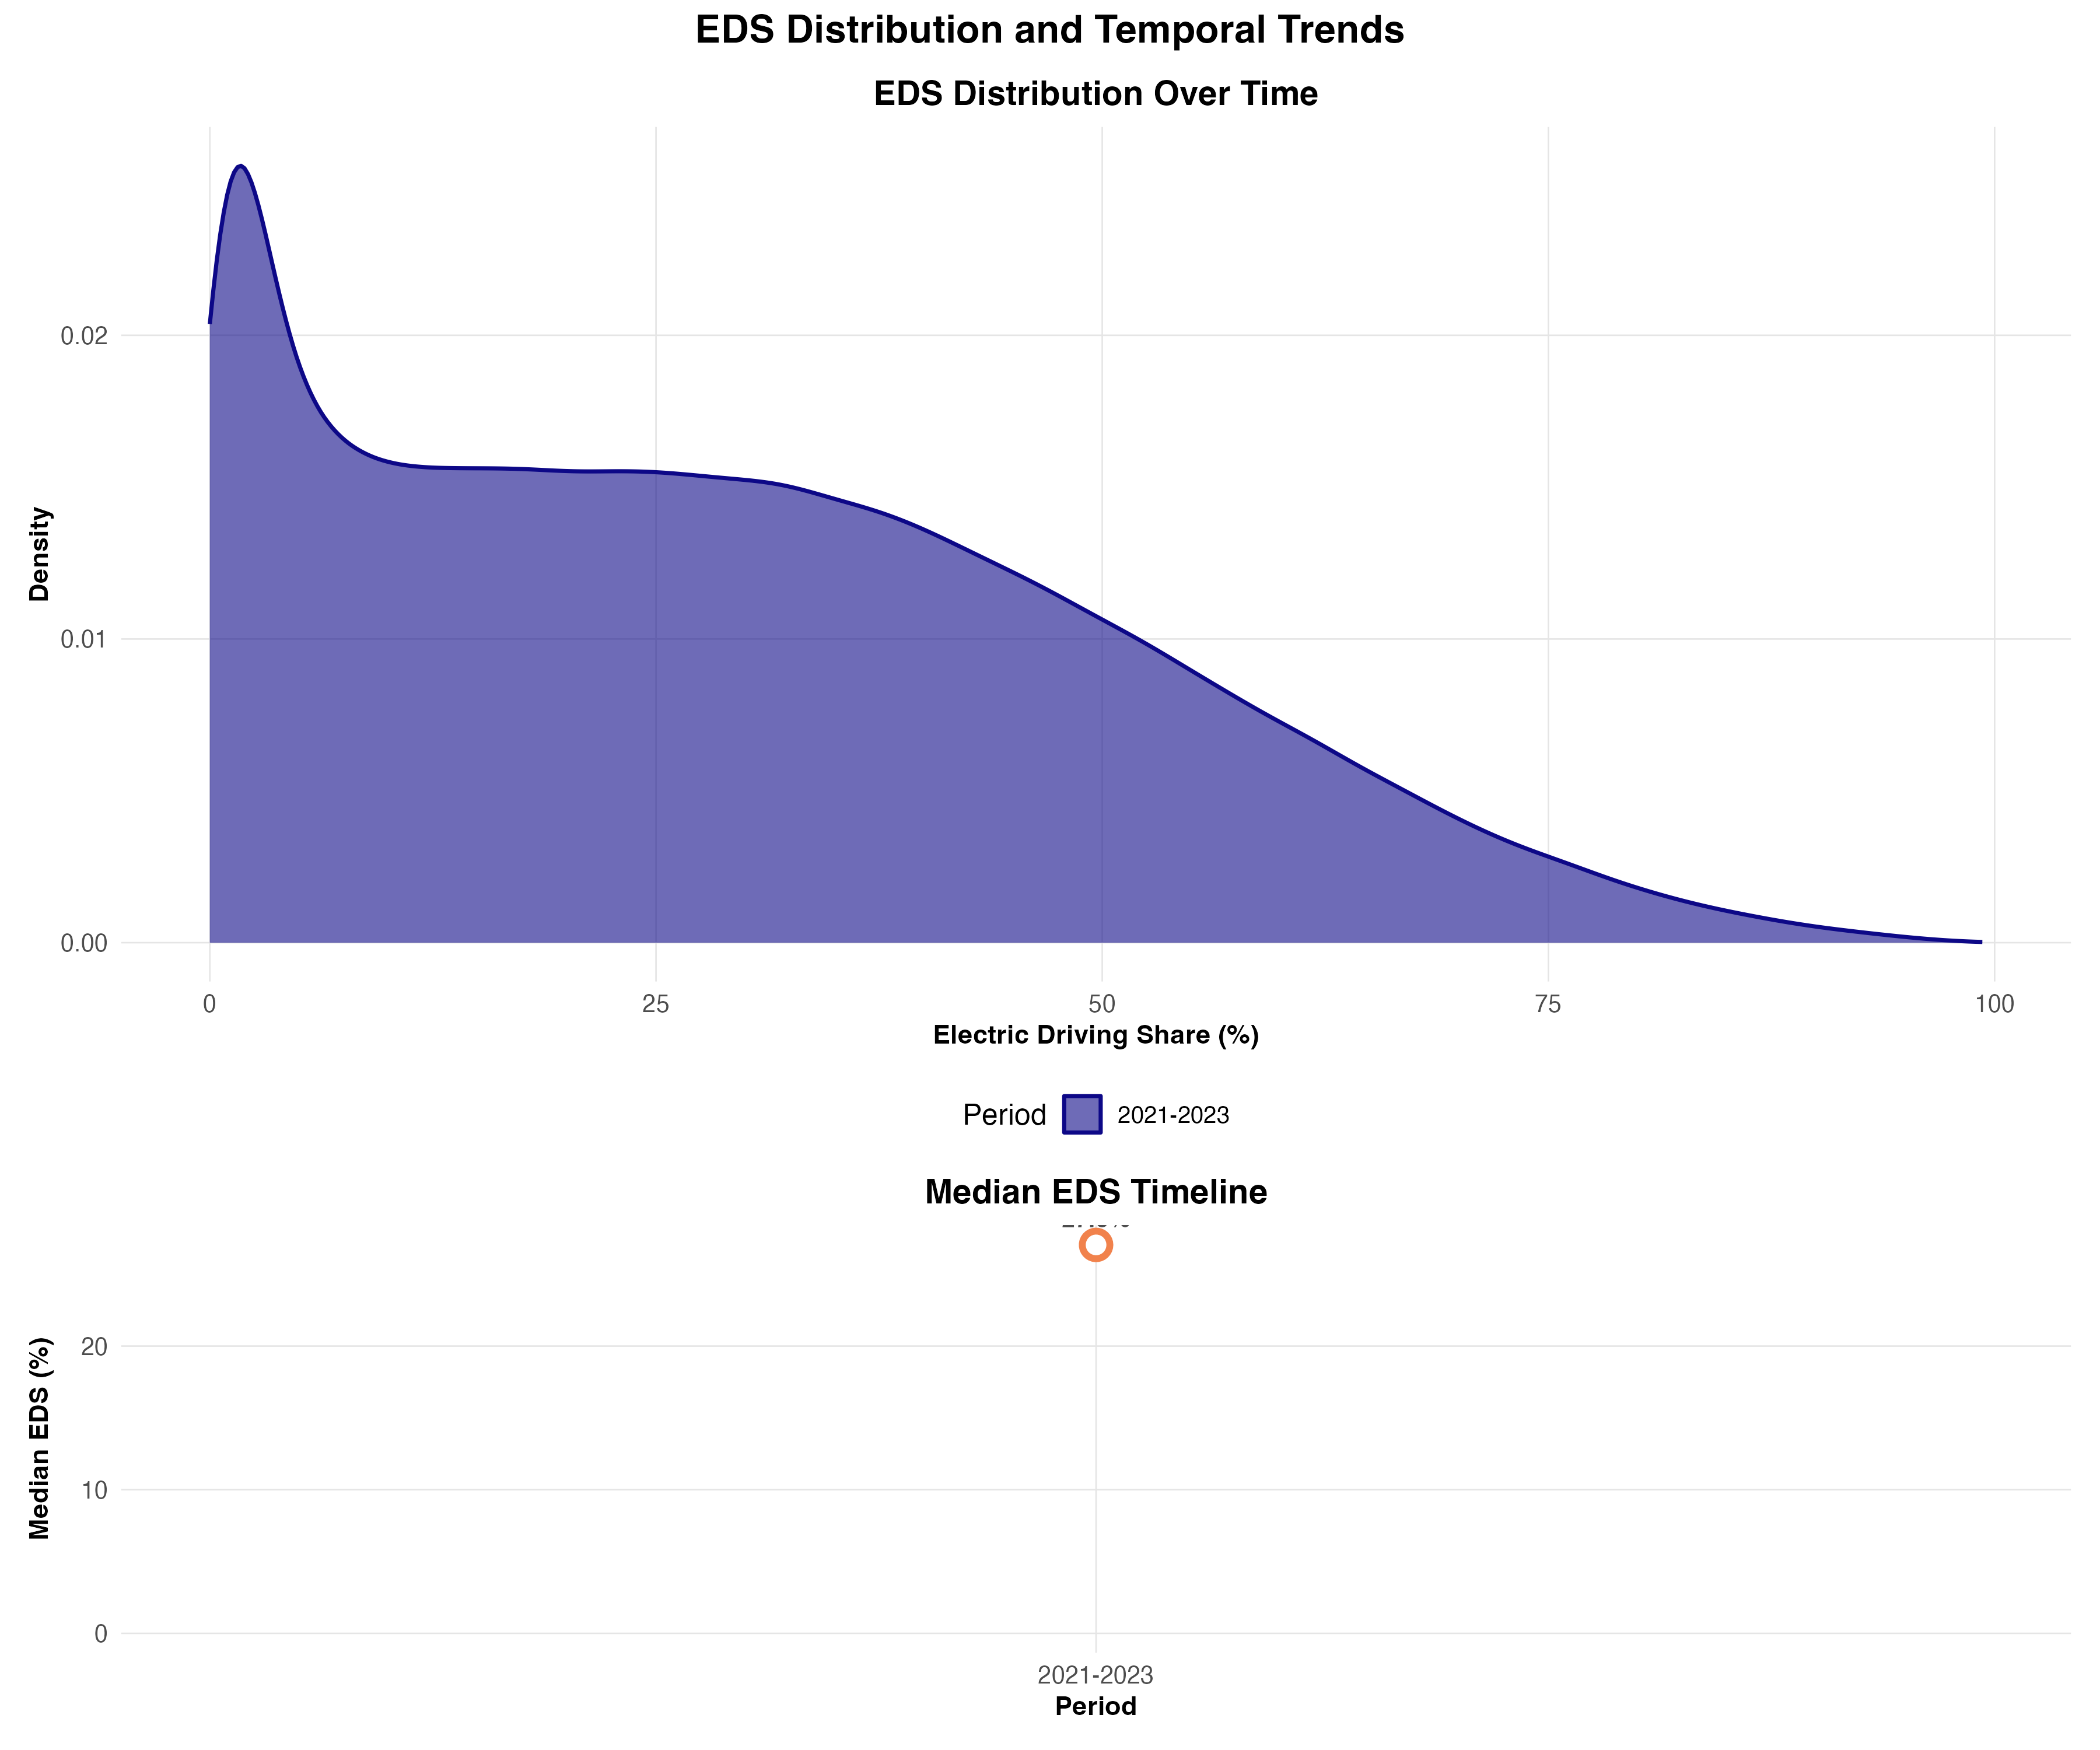 EDS Distribution and Temporal Trends
EDS Distribution Over Time
Density
0.02
0.01
0.00
0 25 50 75 100
Electric Driving Share (%)
Period 2021-2023
Median EDS Timeline
Median EDS (%)
20
10
0
2021-2023
Period